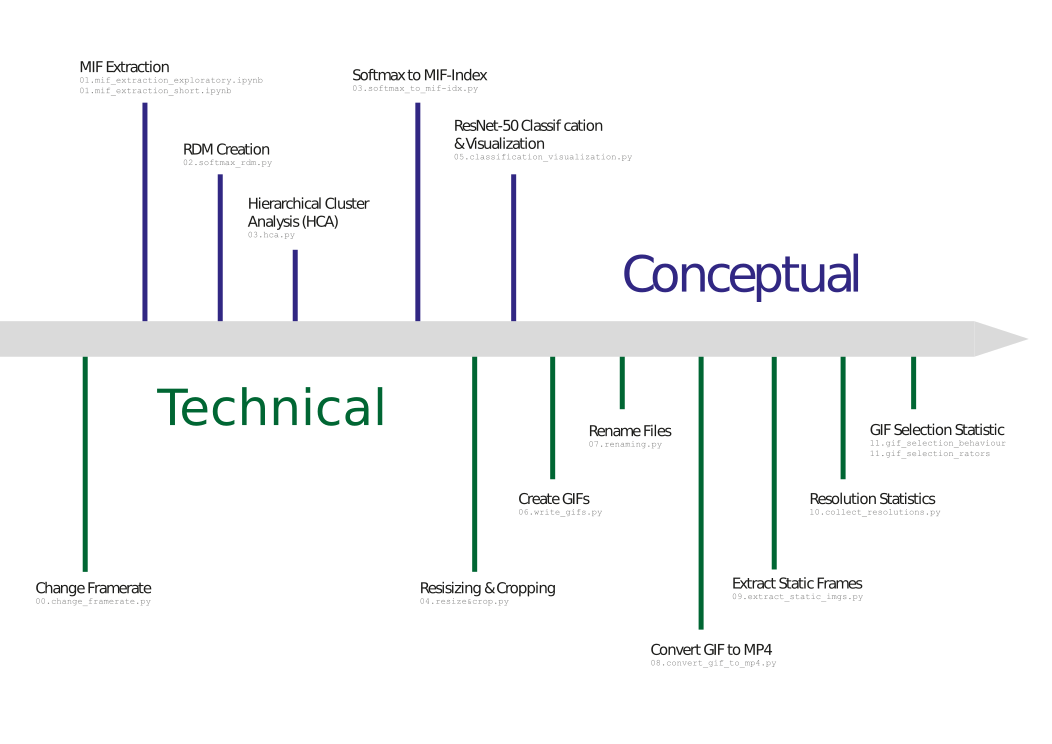 MIF Extraction
01.mif_extraction_exploratory.ipynb
01.mif_extraction_short.ipynb
Softmax to MIF-Index
03.softmax_to_mif-idx.py
ResNet-50 Classif cation
&Visualization
05.classification_visualization.py
RDM Creation
02.softmax_rdm.py
Hierarchical Cluster
Analysis (HCA)
03.hca.py
Conceptual
Technical
Rename Files
07.renaming.py
GIF Selection Statistic
11.gif_selection_behaviour
11.gif_selection_rators
Create GIFs
06.write_gifs.py
Resolution Statistics
10.collect_resolutions.py
Change Framerate
00.change_framerate.py
Resisizing & Cropping
04.resize&crop.py
Extract Static Frames
09.extract_static_imgs.py
Convert GIF to MP4
08.convert_gif_to_mp4.py